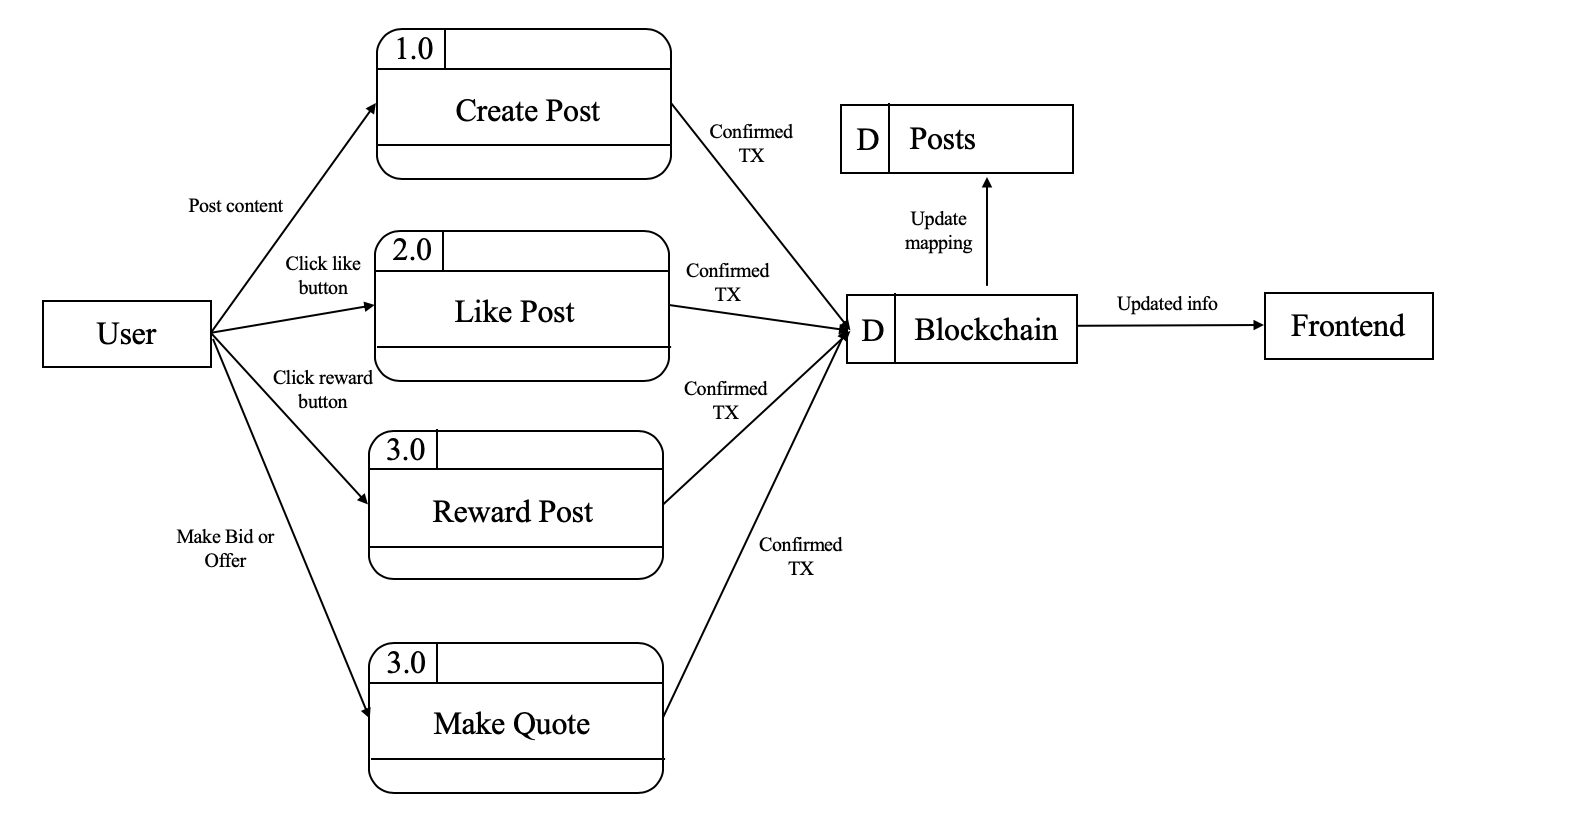 1.0
Create Post
Confirmed
TX
D Posts
Post content
Update
mapping
2.0
Like Post
Click like
button
Confirmed
TX
User
D Blockchain
Updated info
Frontend
Click reward
button
Confirmed
TX
3.0
Reward Post
Make Bid or
Offer
Confirmed
TX
3.0
Make Quote